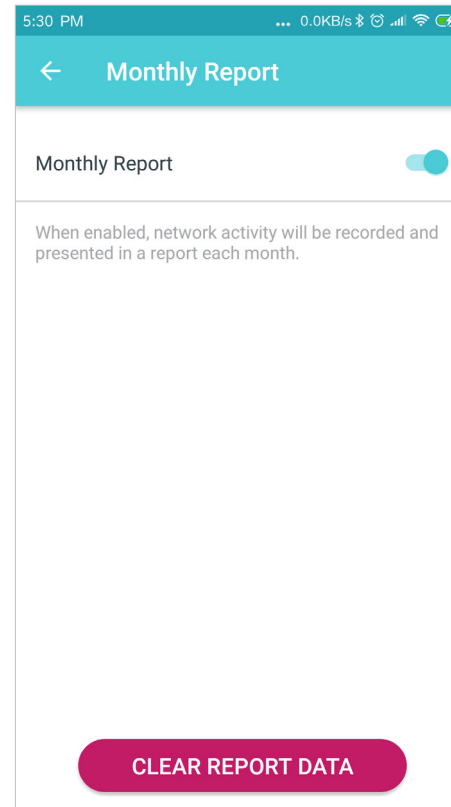 5:30 PM ... 0.0KB/s
Monthly Report
Monthly Report
When enabled, network activity will be recorded and
presented in a report each month.
CLEAR REPORT DATA